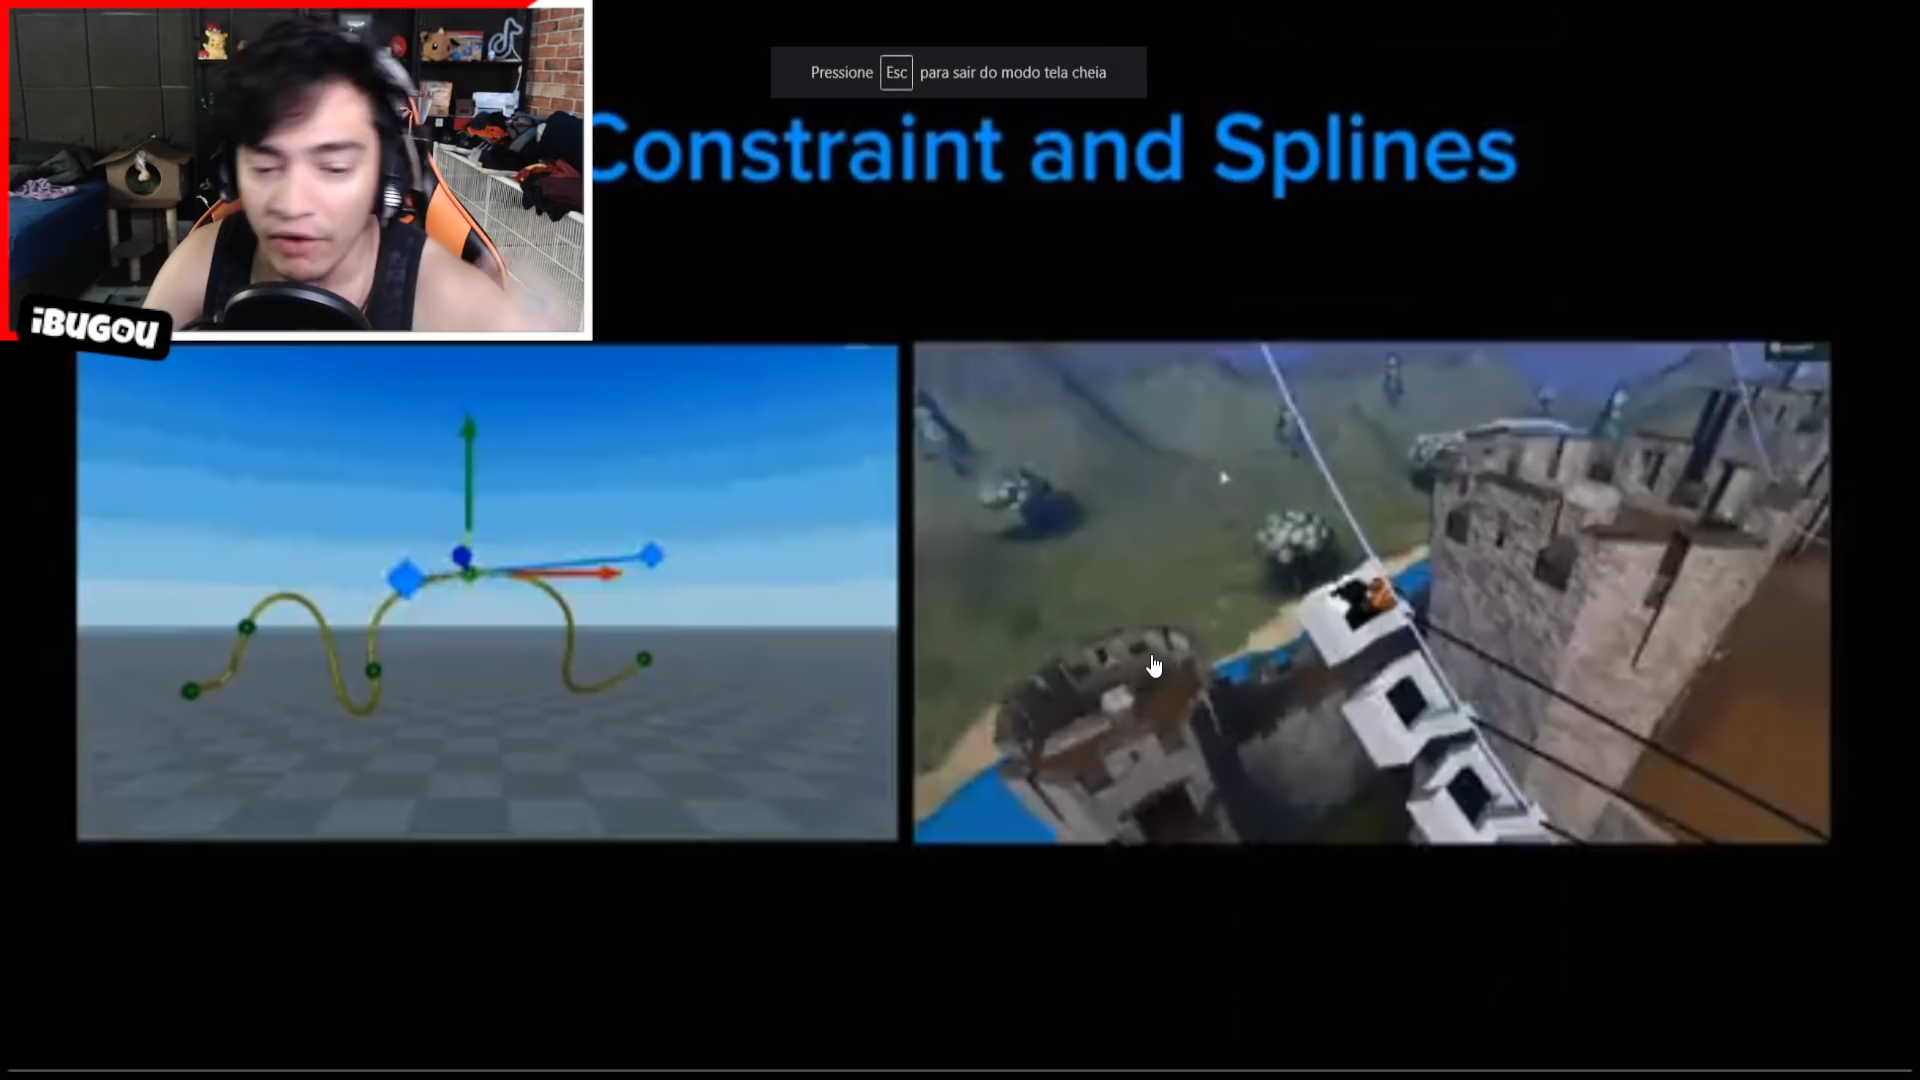 Pressione Esc para sair do modo tela cheia
Constraint and Splines
iBUGOU